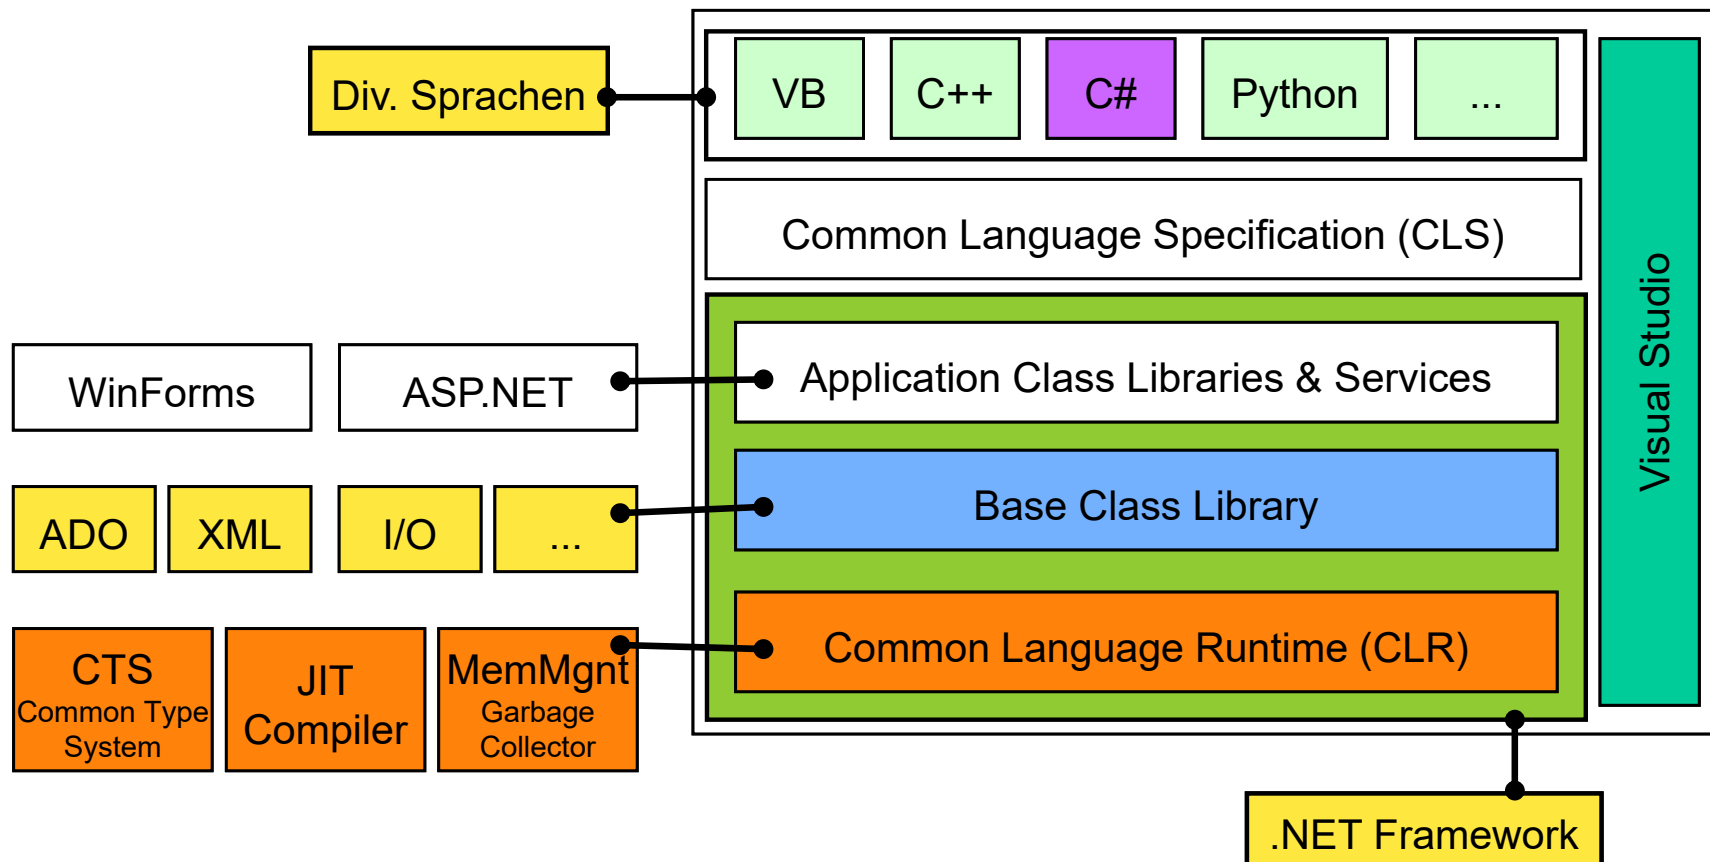 Div. Sprachen
VB
C++
C#
Python
...
Common Language Specification (CLS)
Visual Studio
WinForms
ASP.NET
Application Class Libraries & Services
ADO
XML
I/O
...
Base Class Library
CTS
Common Type
System
JIT
Compiler
MemMgnt
Garbage
Collector
Common Language Runtime (CLR)
.NET Framework